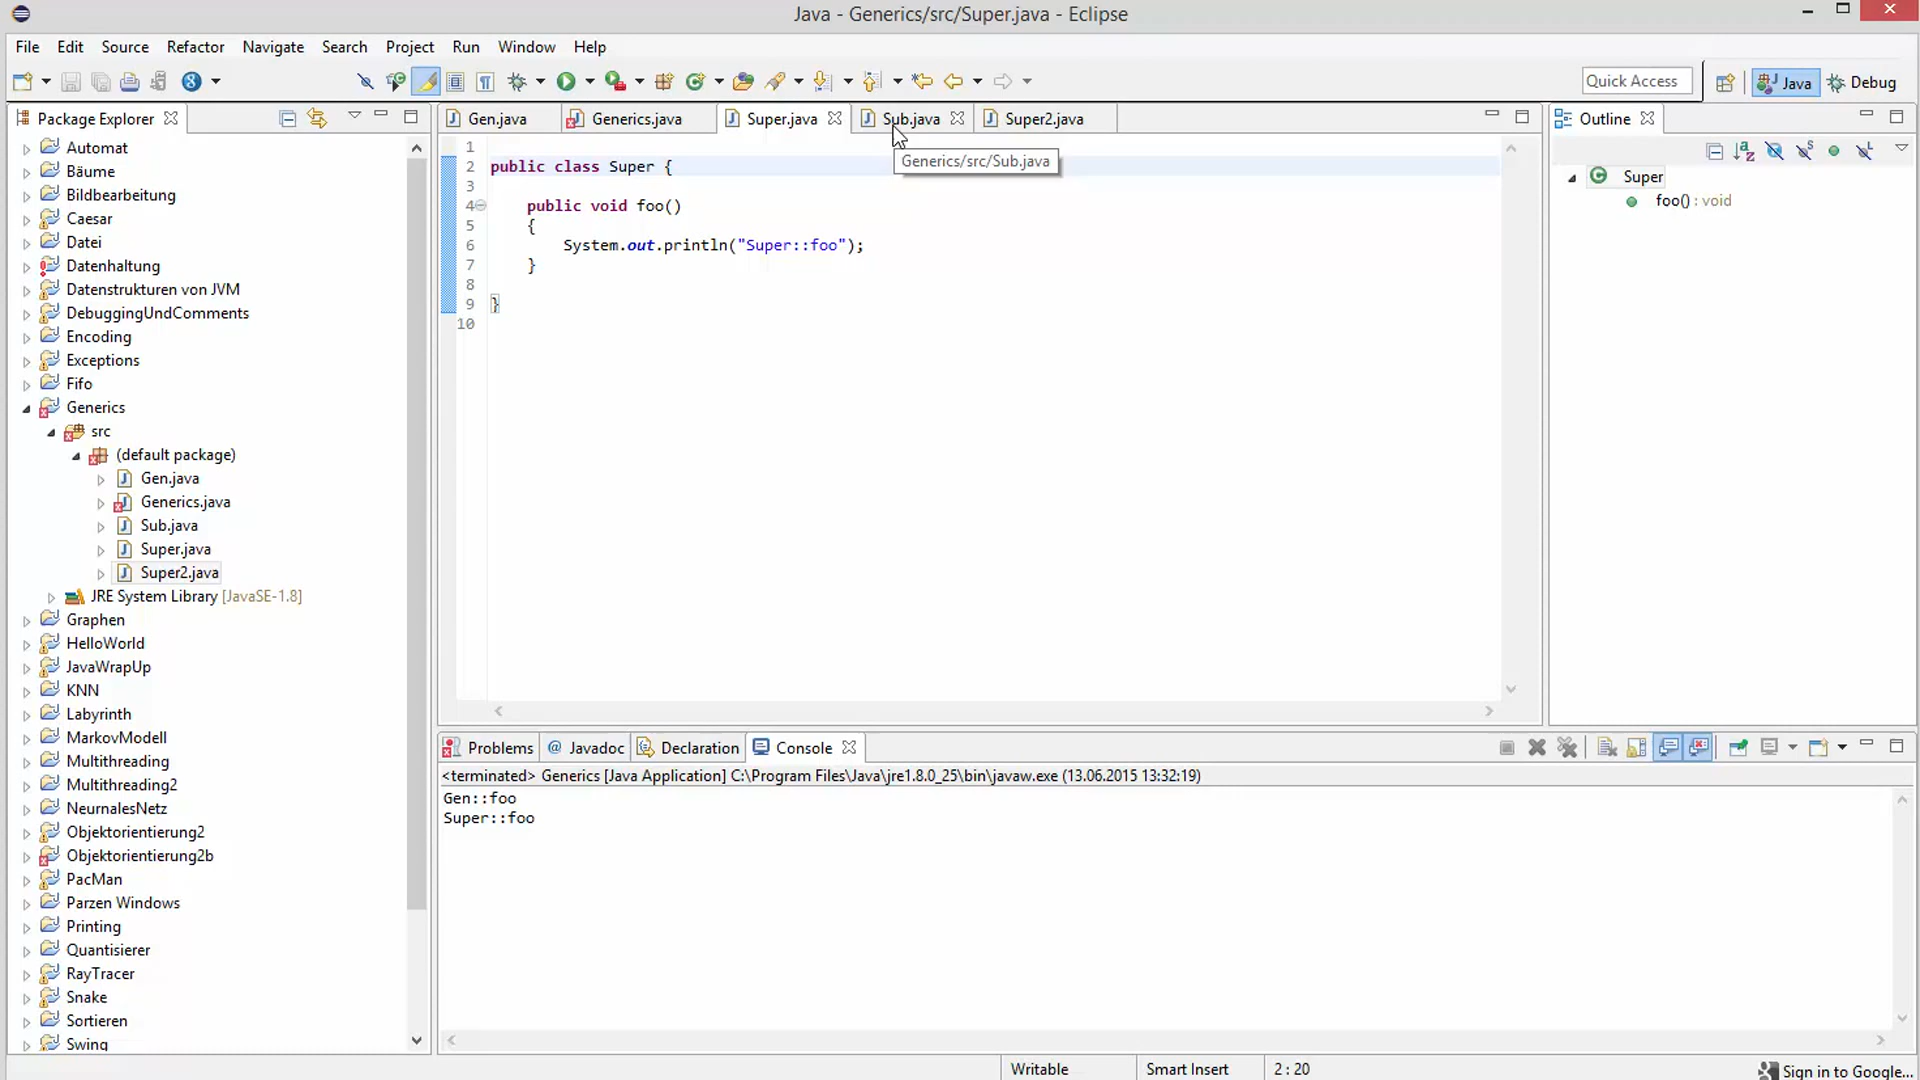 Java - Generics/src/Super.java - Eclipse
File Edit Source Refactor Navigate Search Project Run Window Help
Quick Access
Java
Debug
Package Explorer
Automat
Bäume
Bildbearbeitung
Caesar
Datei
Datenhaltung
Datenstrukturen von JVM
DebuggingUndComments
Encoding
Exceptions
Fifo
Generics
src
(default package)
Gen.java
Generics.java
Sub.java
Super.java
Super2.java
JRE System Library [JavaSE-1.8]
Graphen
HelloWorld
JavaWrapUp
KNN
Labyrinth
MarkovModell
Multithreading
Multithreading2
NeurnalesNetz
Objektorientierung2
Objektorientierung2b
PacMan
Parzen Windows
Printing
Quantisierer
RayTracer
Snake
Sortieren
Swing
Gen.java Generics.java Super.java Sub.java Super2.java
Generics/src/Sub.java
1
2 public class Super {
3
4 public void foo()
5 {
6 System.out.println("Super::foo");
7 }
8
9 }
10
Outline
Super
foo() : void
Problems @ Javadoc Declaration Console
<terminated> Generics [Java Application] C:\Program Files\Java\jre1.8.0_25\bin\javaw.exe (13.06.2015 13:32:19)
Gen::foo
Super::foo
Writable Smart Insert 2 : 20 Sign in to Google...